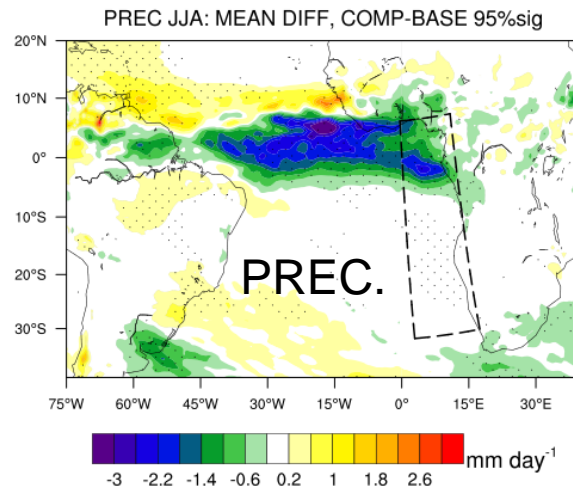 PREC JJA: MEAN DIFF, COMP-BASE 95%sig
20°N
10°N
0°
10°S
20°S
30°S
PREC.
75°W 60°W 45°W 30°W 15°W 0° 15°E 30°E
-3 -2.2 -1.4 -0.6 0.2 1 1.8 2.6 mm day⁻¹